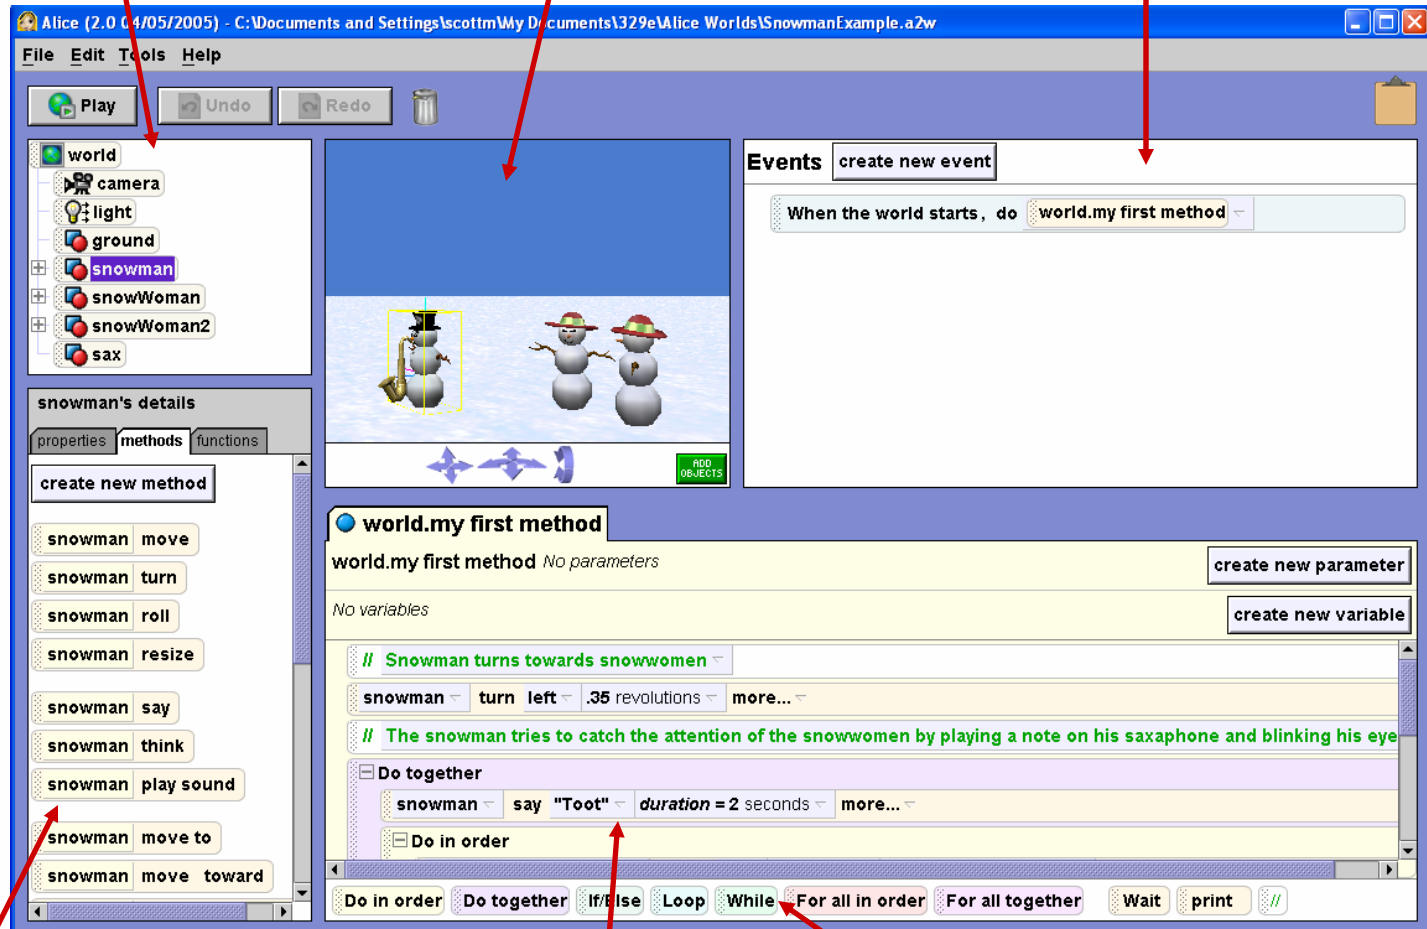 Alice (2.0 04/05/2005) - C:\Documents and Settings\scottm\My Documents\329e\Alice Worlds\SnowmanExample.a2w
File Edit Tools Help
Play Undo Redo
world
camera
light
ground
snowman
snowWoman
snowWoman2
sax
ADD OBJECTS
Events create new event
When the world starts, do world.my first method
snowman's details
properties methods functions
create new method
snowman move
snowman turn
snowman roll
snowman resize
snowman say
snowman think
snowman play sound
snowman move to
snowman move toward
world.my first method
world.my first method No parameters
create new parameter
No variables
create new variable
// Snowman turns towards snowwomen
snowman turn left .35 revolutions more...
// The snowman tries to catch the attention of the snowwomen by playing a note on his saxaphone and blinking his eye
Do together
snowman say "Toot" duration = 2 seconds more...
Do in order
Do in order Do together If/Else Loop While For all in order For all together Wait print //